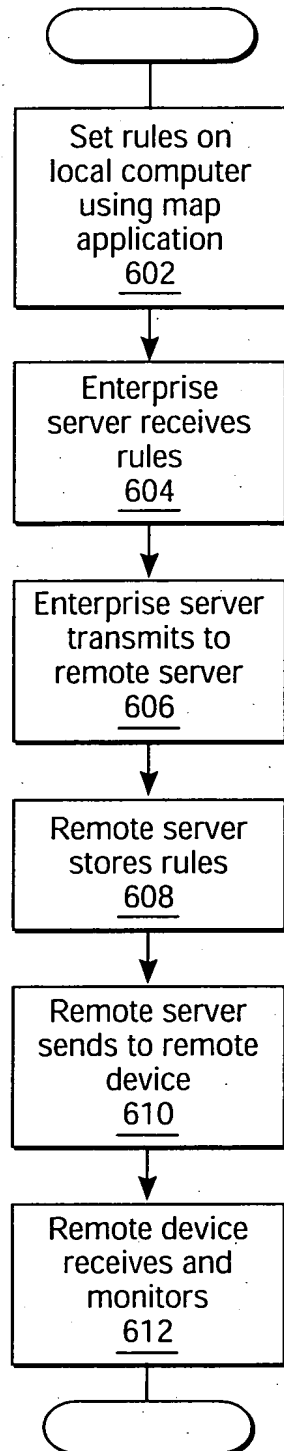 Set rules on
local computer
using map
application
602
Enterprise
server receives
rules
604
Enterprise server
transmits to
remote server
606
Remote server
stores rules
608
Remote server
sends to remote
device
610
Remote device
receives and
monitors
612